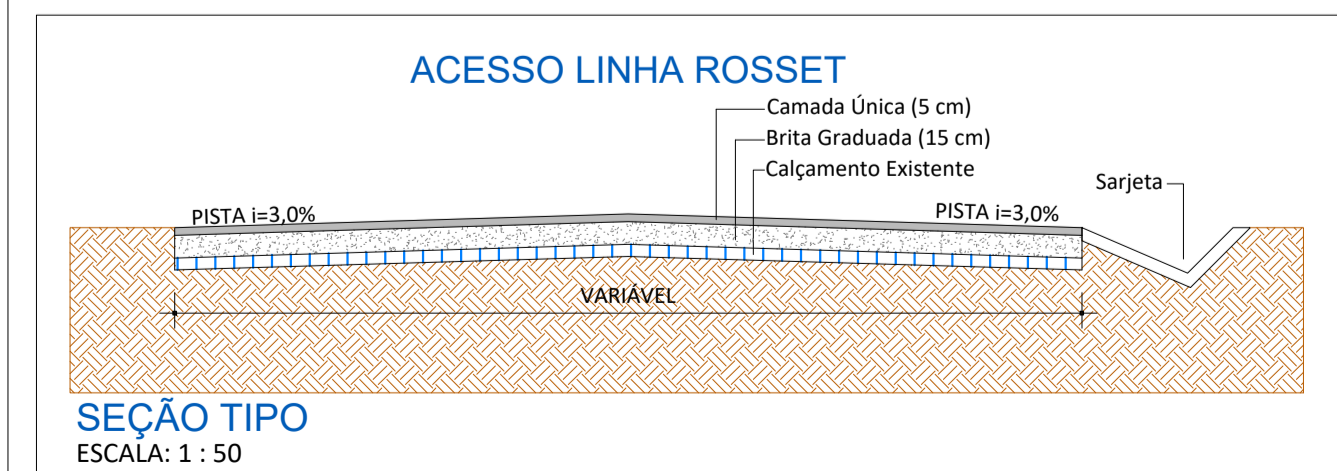 ACESSO LINHA ROSSET
Camada Única (5 cm)
Brita Graduada (15 cm)
Calçamento Existente
Sarjeta
PISTA i=3,0%
PISTA i=3,0%
VARIÁVEL
SEÇÃO TIPO
ESCALA: 1 : 50